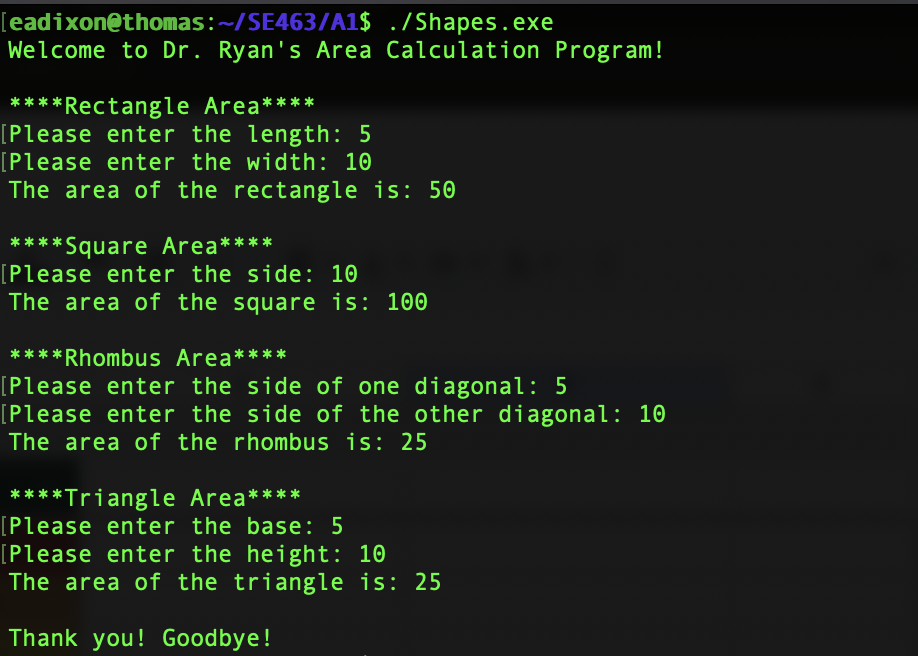 [eadixon@thomas:~/SE463/A1$ ./Shapes.exe
Welcome to Dr. Ryan's Area Calculation Program!
****Rectangle Area****
[Please enter the length: 5
[Please enter the width: 10
The area of the rectangle is: 50
****Square Area****
[Please enter the side: 10
The area of the square is: 100
****Rhombus Area****
[Please enter the side of one diagonal: 5
[Please enter the side of the other diagonal: 10
The area of the rhombus is: 25
****Triangle Area****
[Please enter the base: 5
[Please enter the height: 10
The area of the triangle is: 25
Thank you! Goodbye!